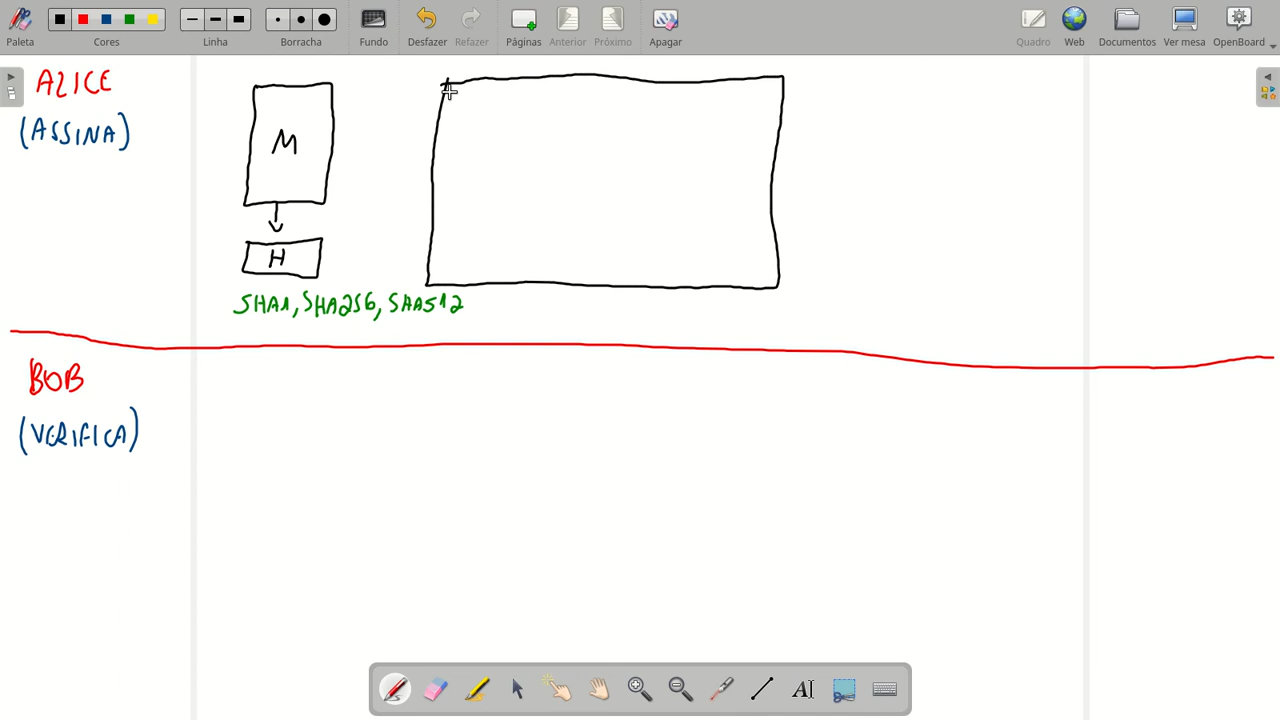 Paleta
Cores
Linha
Borracha
Fundo
Desfazer
Refazer
Páginas
Anterior
Próximo
Apagar
Quadro
Web
Documentos
Ver mesa
OpenBoard
ALICE
(ASSINA)
M
H
SHA1, SHA256, SHA512
BOB
(VERIFICA)
AI